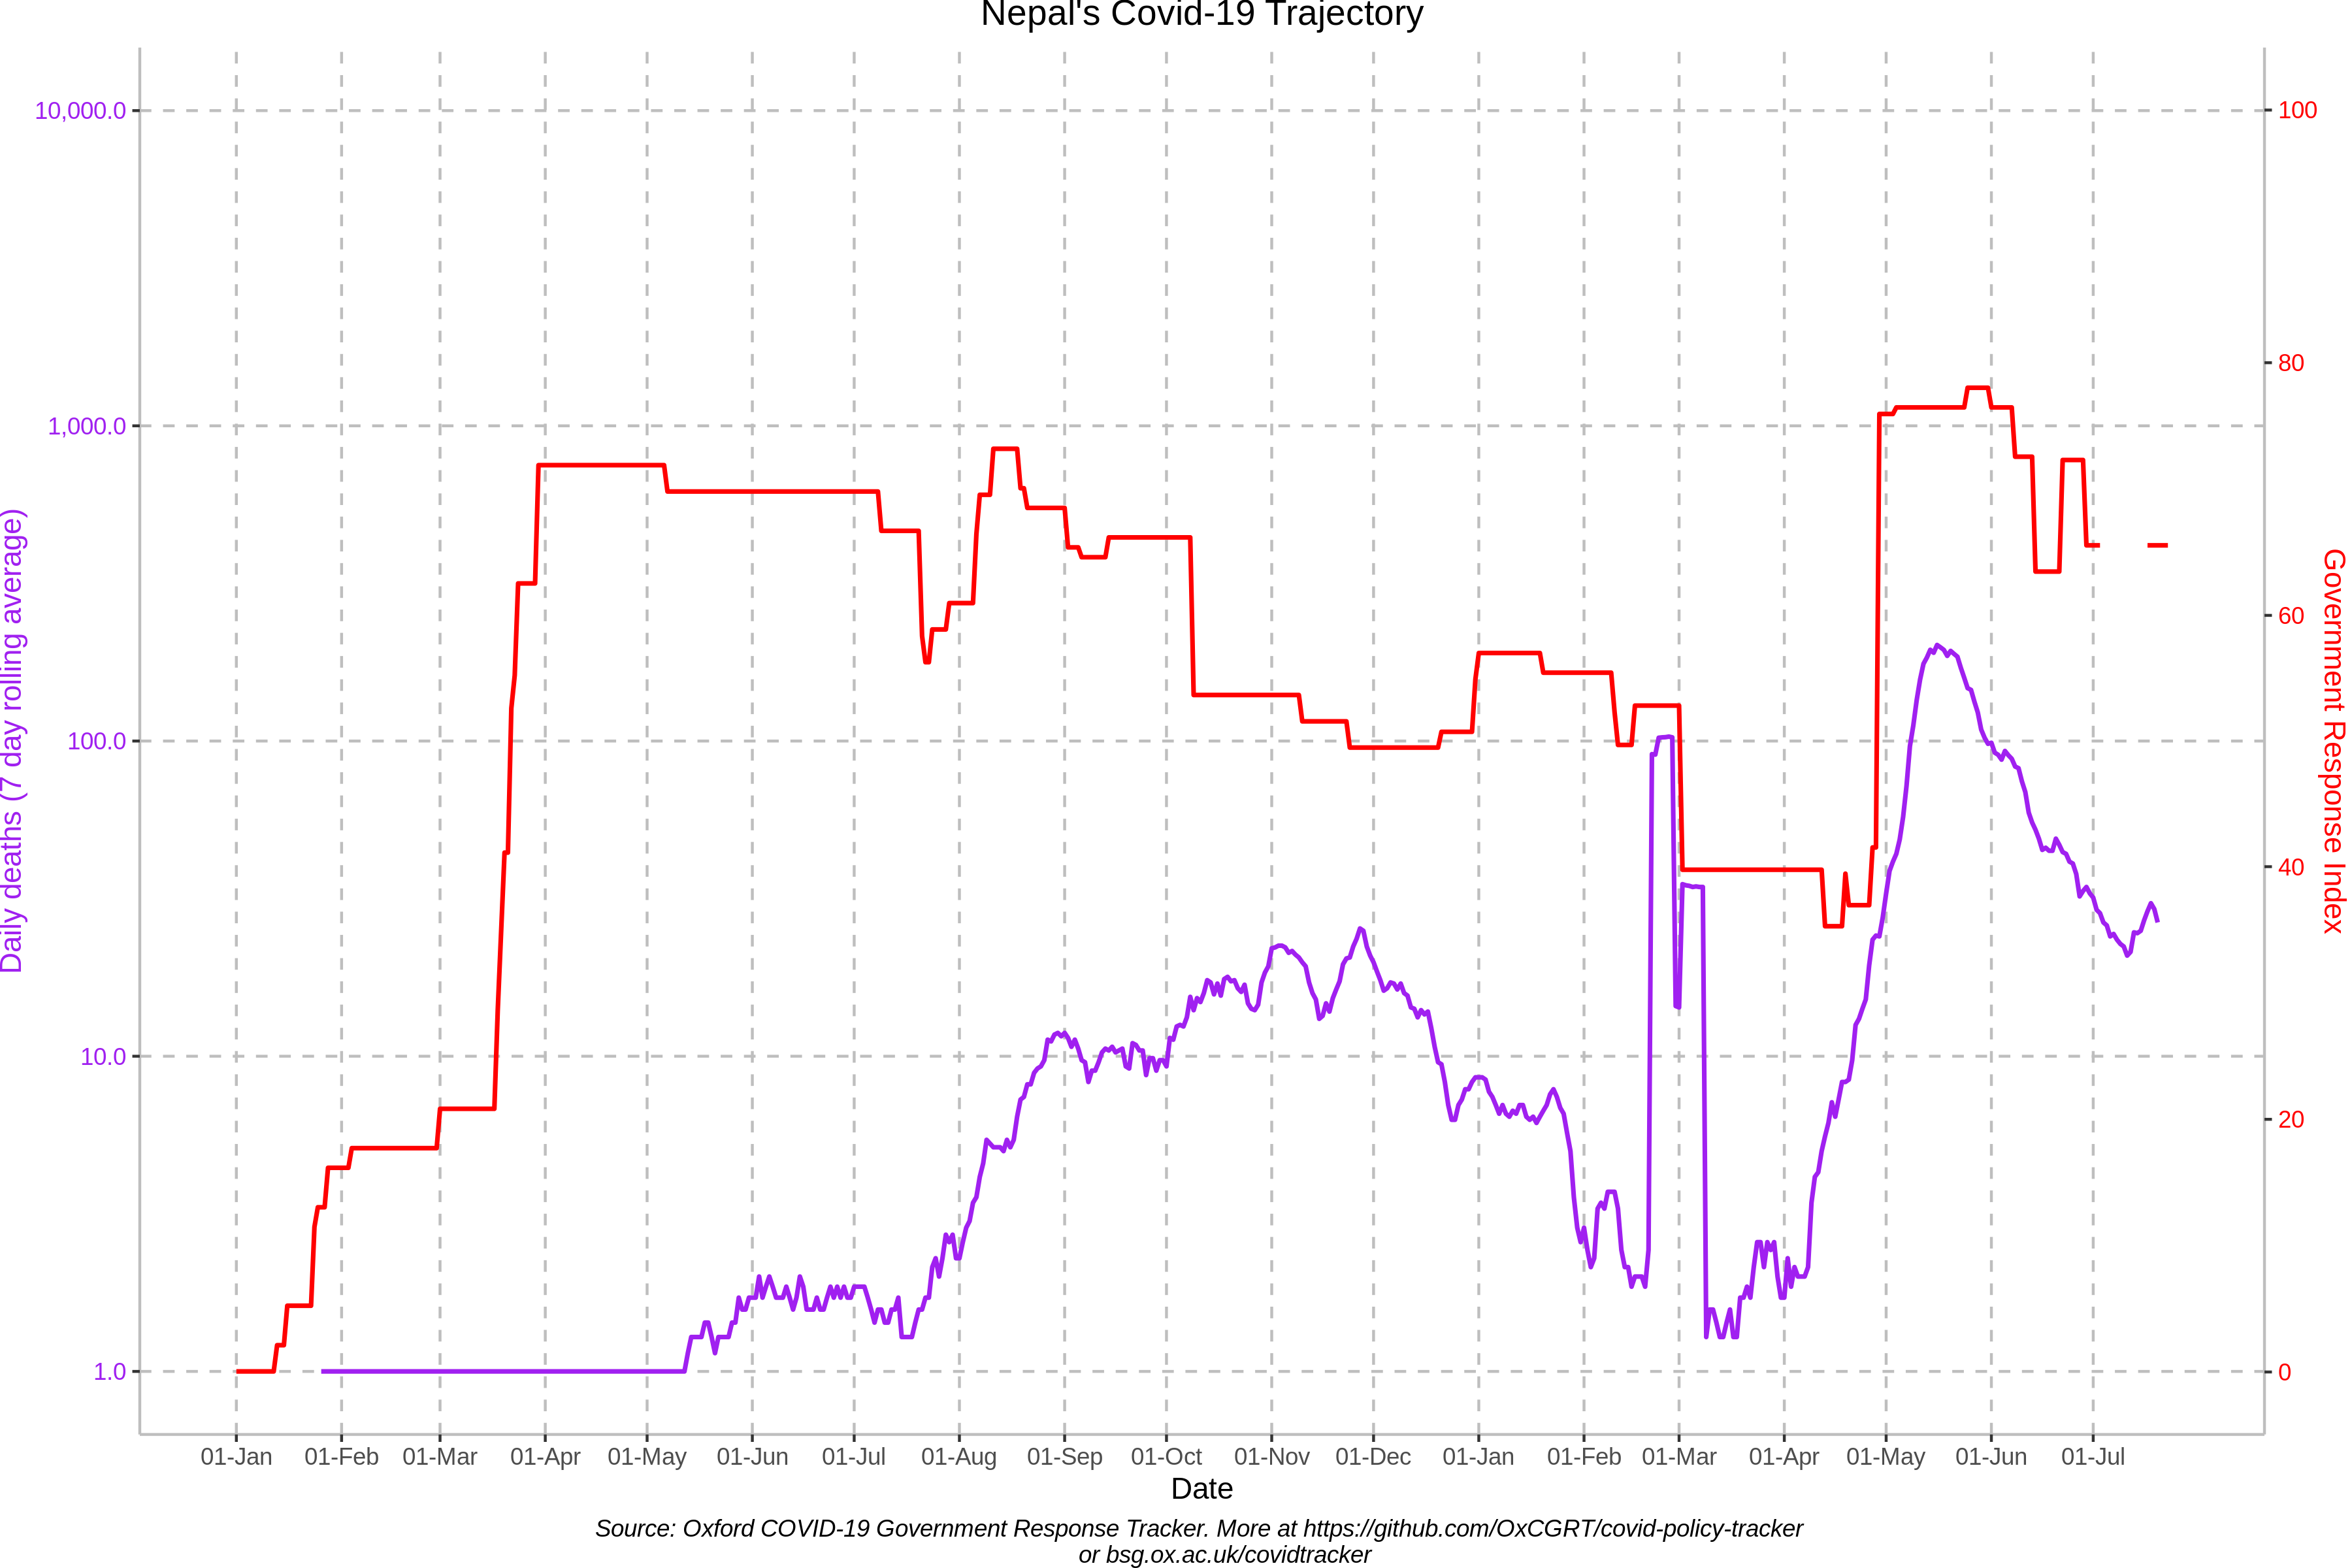 Nepal's Covid-19 Trajectory
Daily deaths (7 day rolling average)
10,000.0
1,000.0
100.0
10.0
1.0
100
80
60
40
20
0
Government Response Index
01-Jan 01-Feb 01-Mar 01-Apr 01-May 01-Jun 01-Jul 01-Aug 01-Sep 01-Oct 01-Nov 01-Dec 01-Jan 01-Feb 01-Mar 01-Apr 01-May 01-Jun 01-Jul
Date
Source: Oxford COVID-19 Government Response Tracker. More at https://github.com/OxCGRT/covid-policy-tracker
or bsg.ox.ac.uk/covidtracker